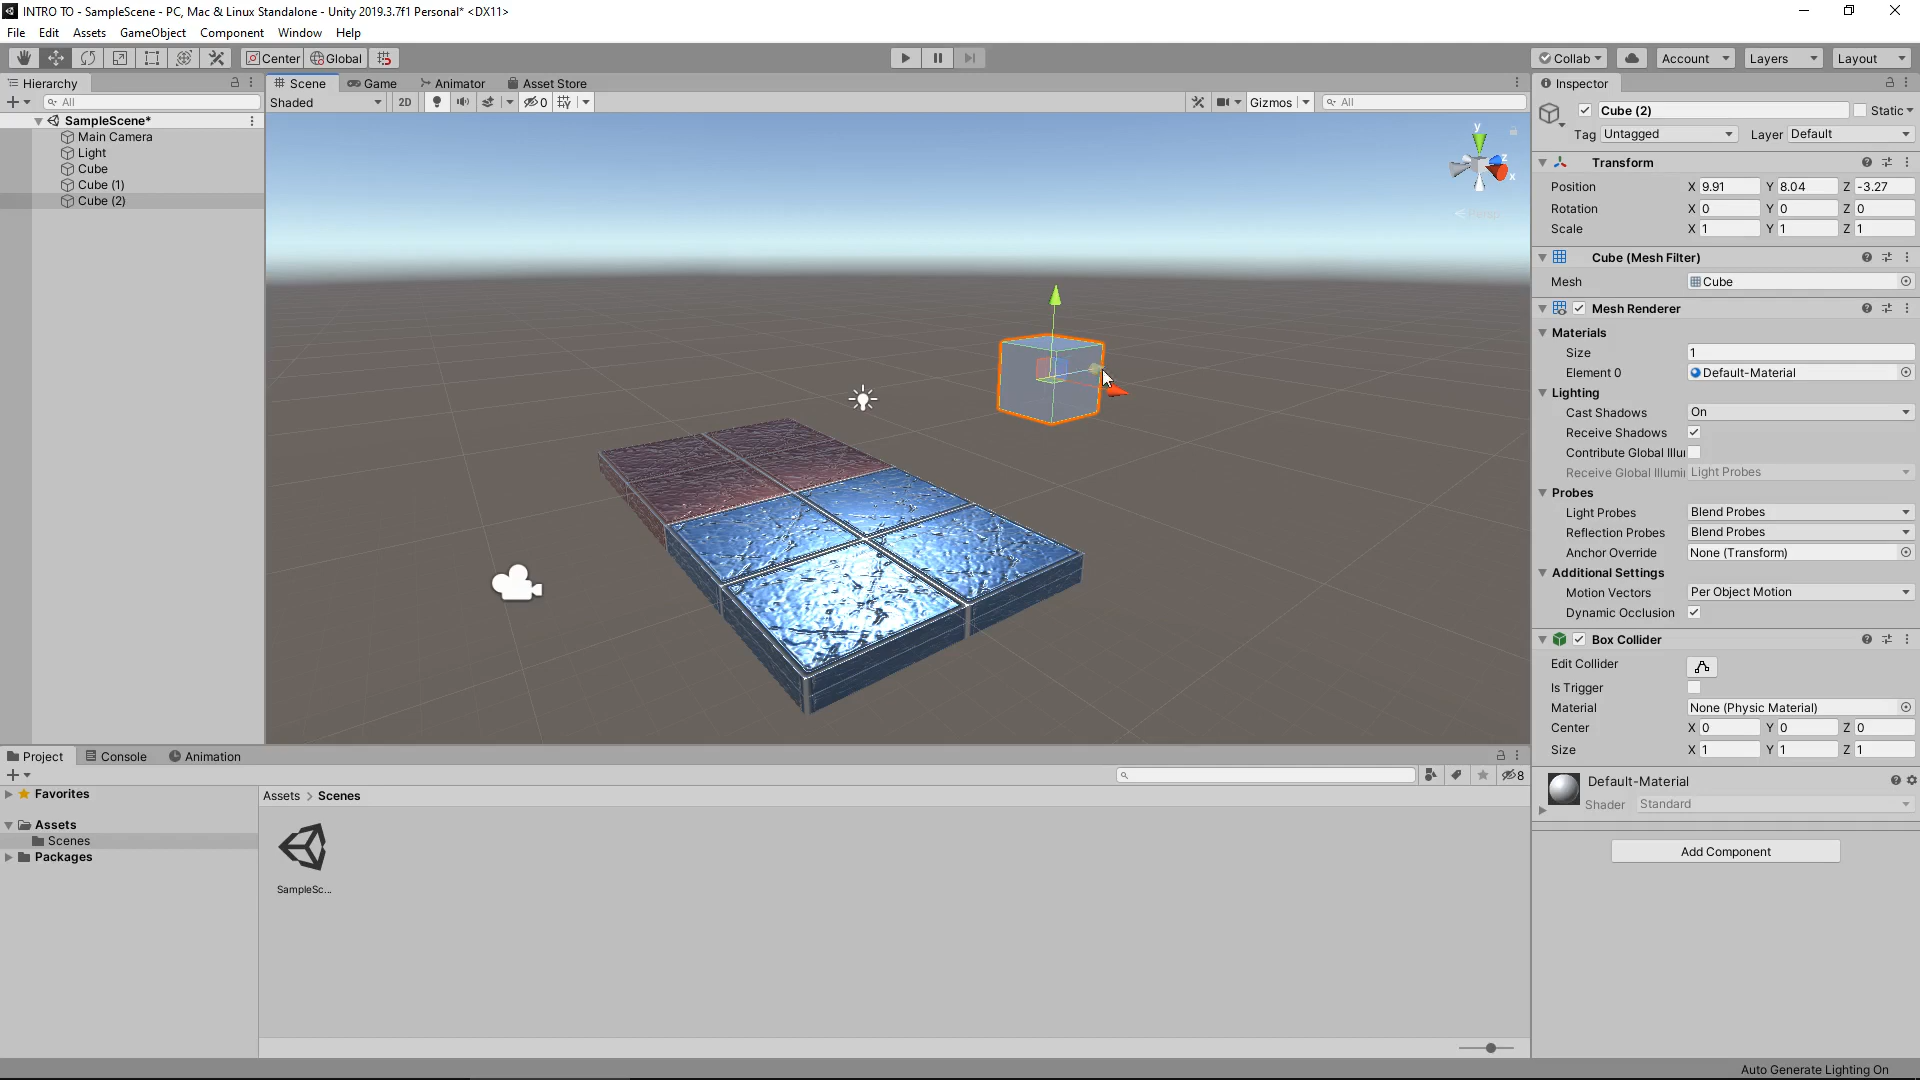 INTRO TO - SampleScene - PC, Mac & Linux Standalone - Unity 2019.3.7f1 Personal* <DX11>
File Edit Assets GameObject Component Window Help
Center Global Collab Account Layers Layout
Hierarchy
All
SampleScene*
Main Camera
Light
Cube
Cube (1)
Cube (2)
Scene Game Animator Asset Store
Shaded 2D 0 Gizmos All
y
z
x
Persp
Inspector
Cube (2) Static
Tag Untagged Layer Default
Transform
Position X 9.91 Y 8.04 Z -3.27
Rotation X 0 Y 0 Z 0
Scale X 1 Y 1 Z 1
Cube (Mesh Filter)
Mesh Cube
Mesh Renderer
Materials
Size 1
Element 0 Default-Material
Lighting
Cast Shadows On
Receive Shadows
Contribute Global Illu
Receive Global Illumi Light Probes
Probes
Light Probes Blend Probes
Reflection Probes Blend Probes
Anchor Override None (Transform)
Additional Settings
Motion Vectors Per Object Motion
Dynamic Occlusion
Box Collider
Edit Collider
Is Trigger
Material None (Physic Material)
Center X 0 Y 0 Z 0
Size X 1 Y 1 Z 1
Default-Material
Shader Standard
Add Component
Project Console Animation
8
Favorites
Assets
Scenes
Packages
Assets > Scenes
SampleSc...
Auto Generate Lighting On